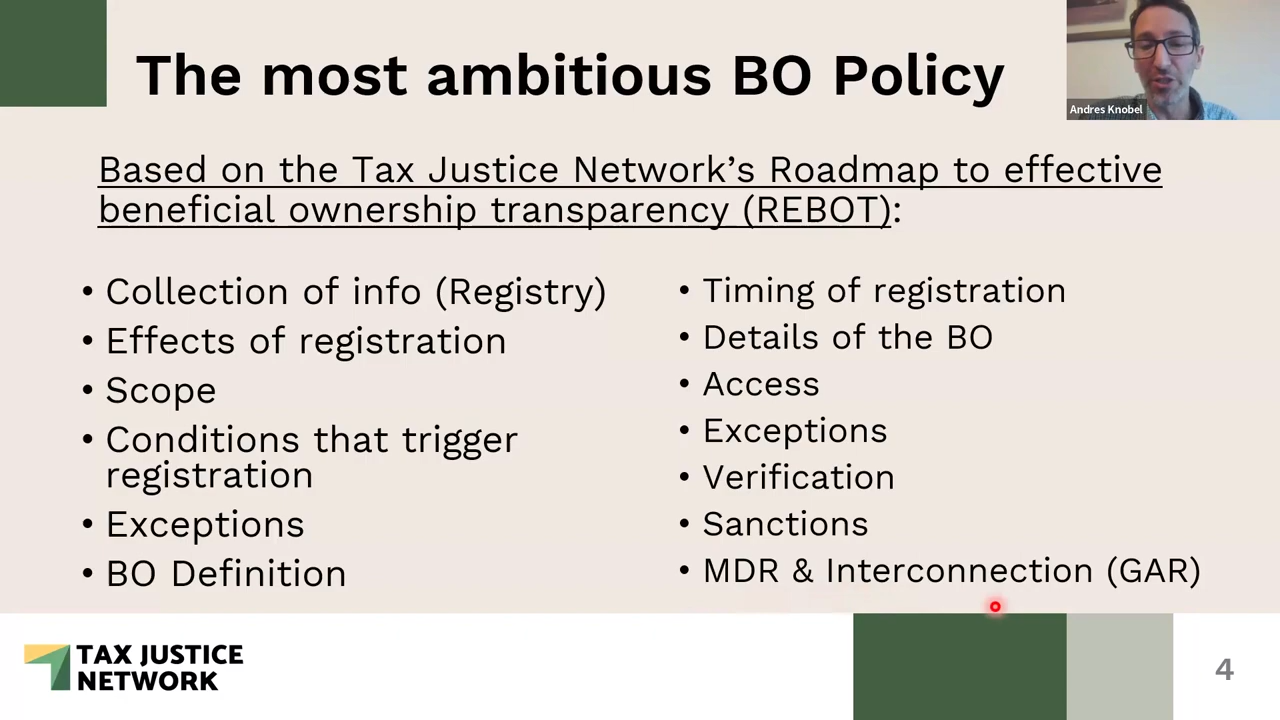 The most ambitious BO Policy
Andres Knobel
Based on the Tax Justice Network’s Roadmap to effective
beneficial ownership transparency (REBOT):
• Collection of info (Registry)
• Effects of registration
• Scope
• Conditions that trigger
registration
• Exceptions
• BO Definition
• Timing of registration
• Details of the BO
• Access
• Exceptions
• Verification
• Sanctions
• MDR & Interconnection (GAR)
TAX JUSTICE
NETWORK
4